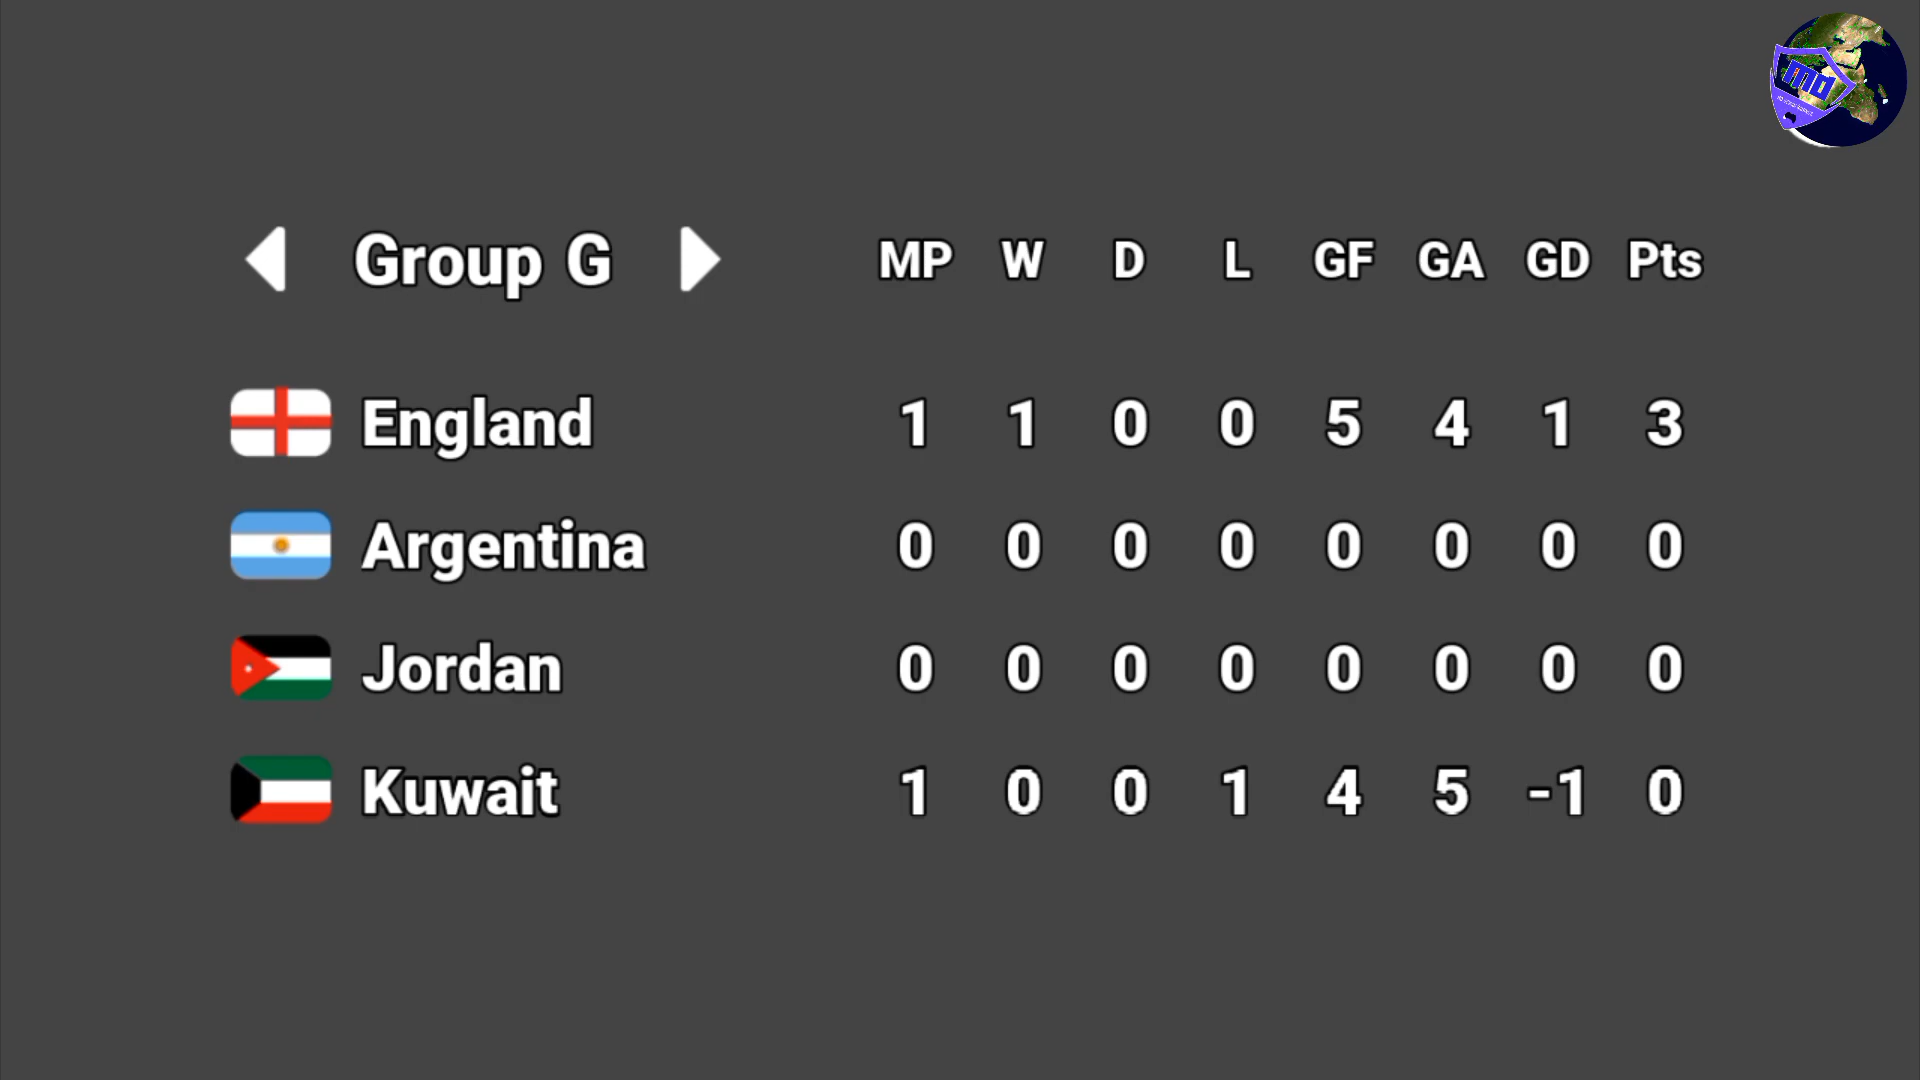 Group G MP W D L GF GA GD Pts
England 1 1 0 0 5 4 1 3
Argentina 0 0 0 0 0 0 0 0
Jordan 0 0 0 0 0 0 0 0
Kuwait 1 0 0 1 4 5 -1 0